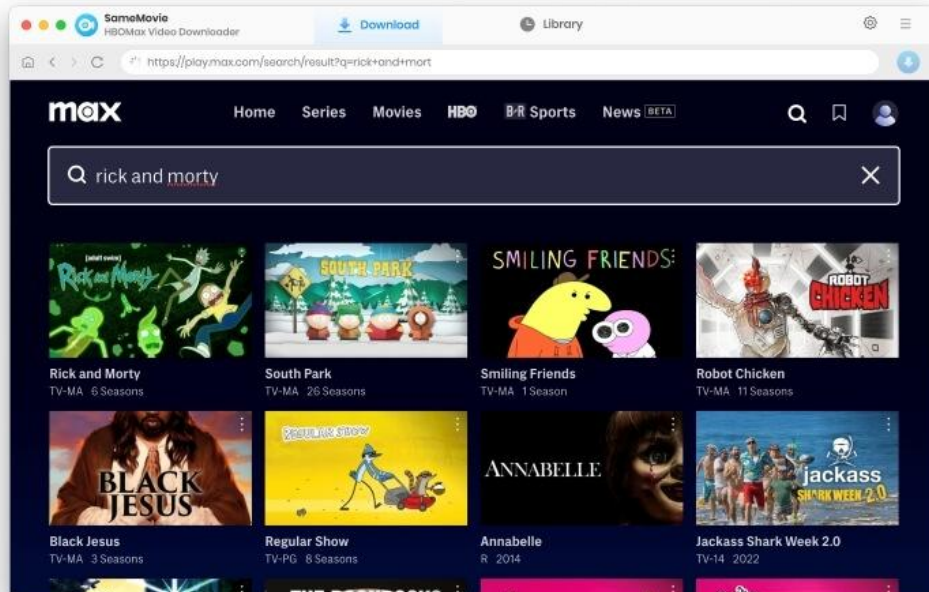 SameMovie
HBOMax Video Downloader
Download
Library
https://play.max.com/search/result?q=rick+and+mort
max
Home Series Movies HBO B/R Sports News BETA
rick and morty
[adult swim]
Rick and Morty
SOUTH PARK
SMILING FRIENDS
ROBOT
CHICKEN
Rick and Morty
TV-MA 6 Seasons
South Park
TV-MA 26 Seasons
Smiling Friends
TV-MA 1 Season
Robot Chicken
TV-MA 11 Seasons
BLACK
JESUS
REGULAR SHOW
ANNABELLE
jackass
SHARK WEEK 2.0
Black Jesus
TV-MA 3 Seasons
Regular Show
TV-PG 8 Seasons
Annabelle
R 2014
Jackass Shark Week 2.0
TV-14 2022